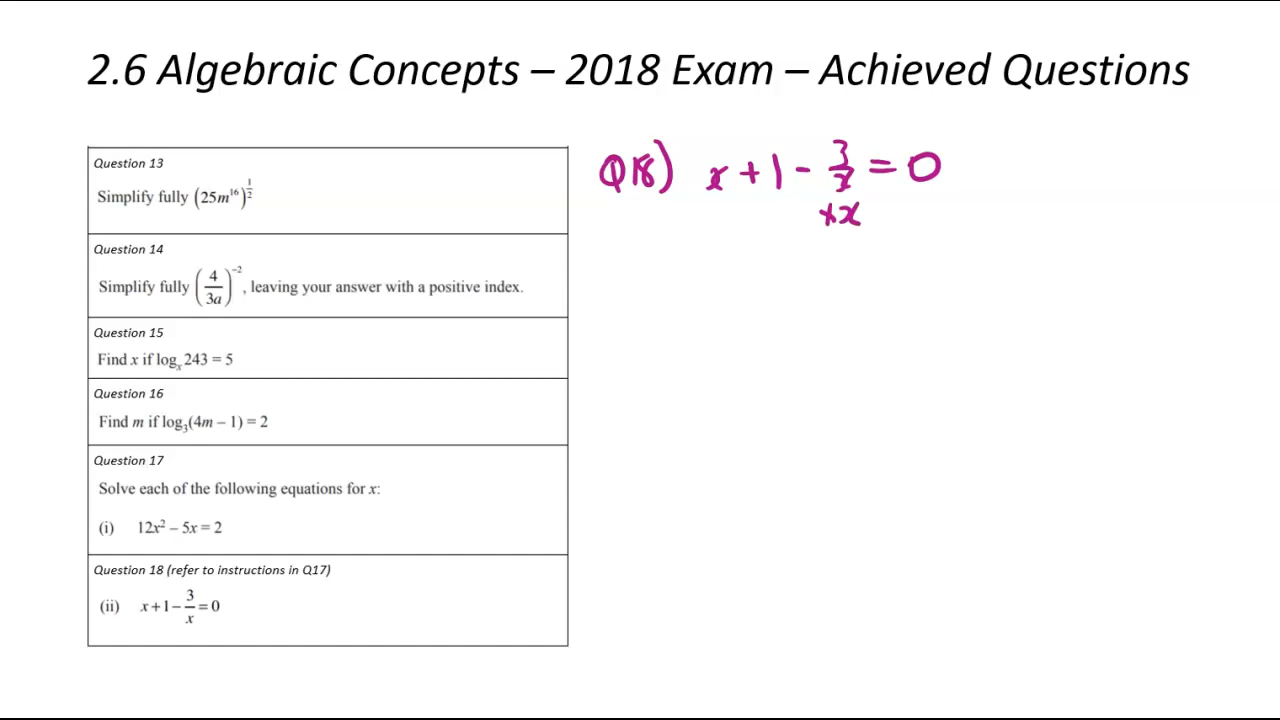 2.6 Algebraic Concepts – 2018 Exam – Achieved Questions
Question 13
Simplify fully (25m¹⁶)^½
Question 14
Simplify fully (4/3a)⁻², leaving your answer with a positive index.
Question 15
Find x if logₓ243 = 5
Question 16
Find m if log₃(4m – 1) = 2
Question 17
Solve each of the following equations for x:
(i) 12x² – 5x = 2
Question 18 (refer to instructions in Q17)
(ii) x + 1 – 3/x = 0
Q18) x + 1 - 3/x = 0
×x